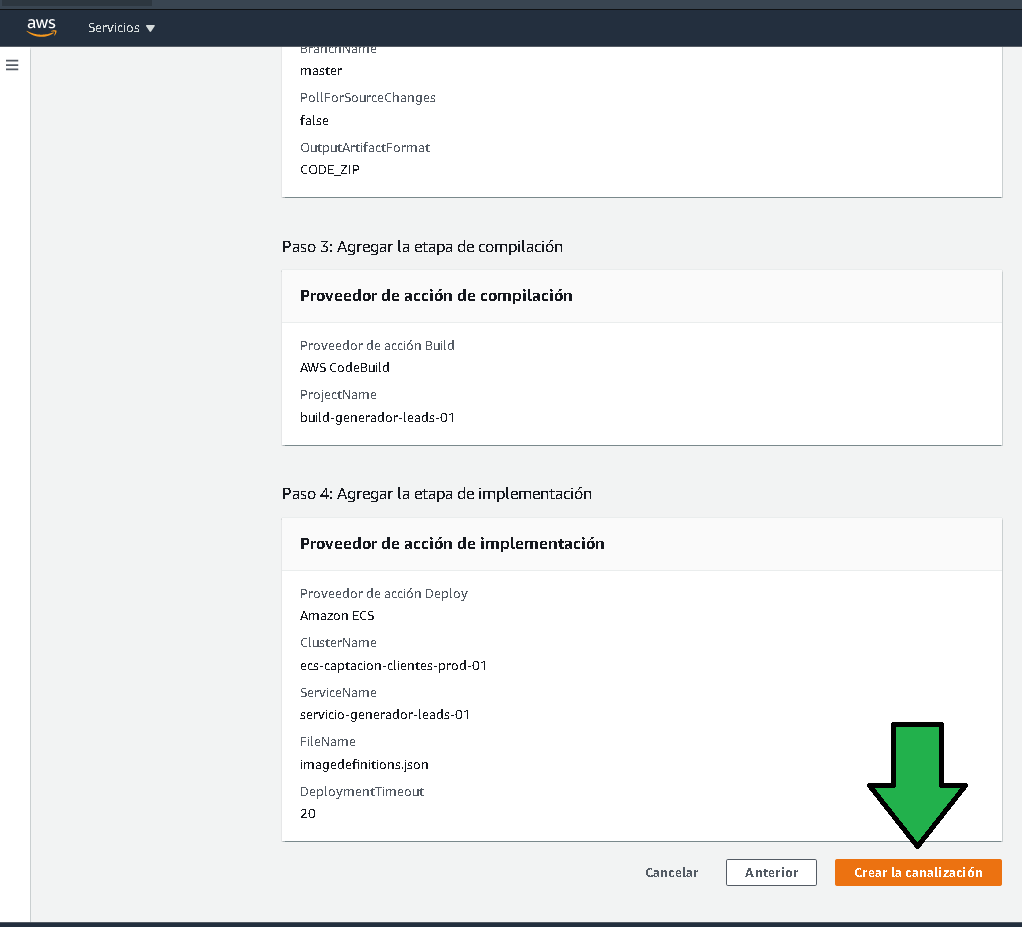 aws
Servicios
BranchName
master
PollForSourceChanges
false
OutputArtifactFormat
CODE_ZIP
Paso 3: Agregar la etapa de compilación
Proveedor de acción de compilación
Proveedor de acción Build
AWS CodeBuild
ProjectName
build-generador-leads-01
Paso 4: Agregar la etapa de implementación
Proveedor de acción de implementación
Proveedor de acción Deploy
Amazon ECS
ClusterName
ecs-captacion-clientes-prod-01
ServiceName
servicio-generador-leads-01
FileName
imagedefinitions.json
DeploymentTimeout
20
Cancelar Anterior Crear la canalización